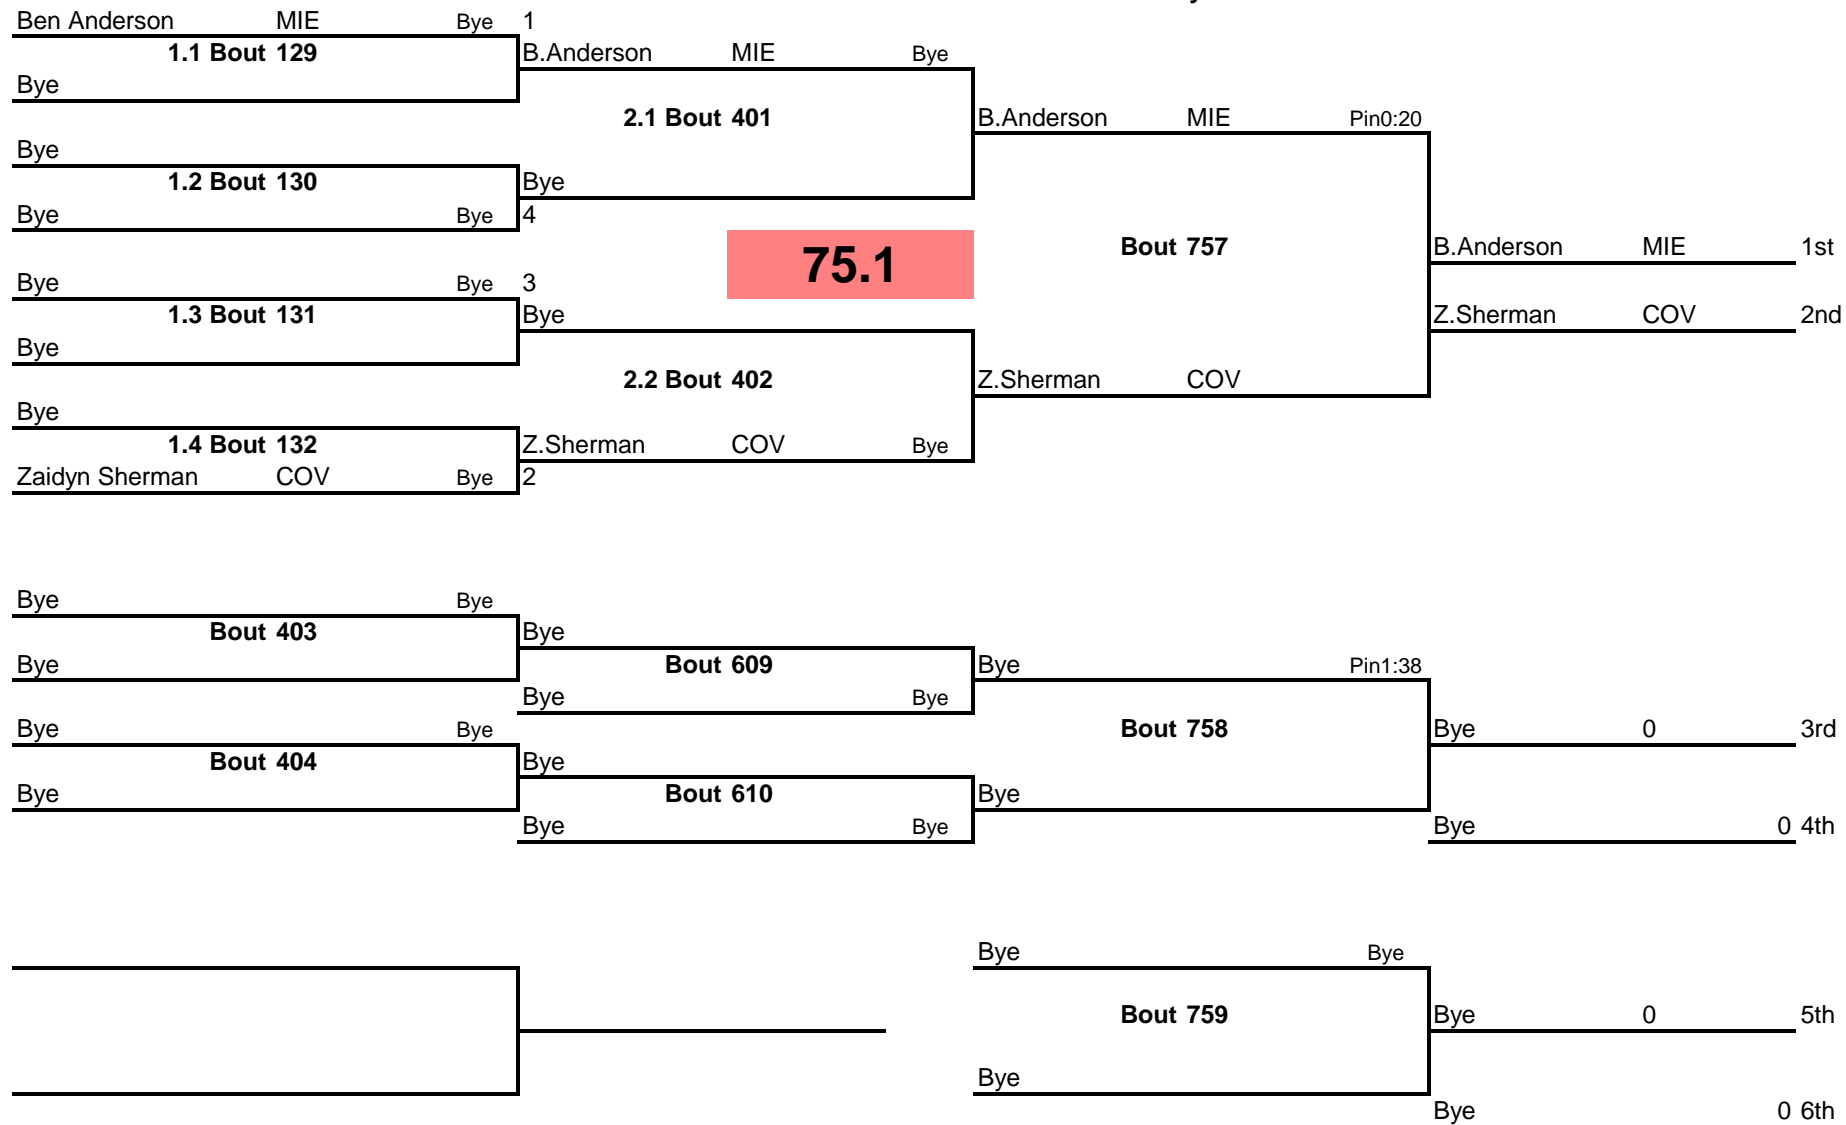 Ben Anderson MIE Bye 1
1.1 Bout 129 B.Anderson MIE Bye
Bye
2.1 Bout 401 B.Anderson MIE Pin0:20
Bye
1.2 Bout 130 Bye
Bye Bye 4
75.1 Bout 757 B.Anderson MIE 1st
Bye Bye 3
1.3 Bout 131 Bye Z.Sherman COV 2nd
Bye
2.2 Bout 402 Z.Sherman COV
Bye
1.4 Bout 132 Z.Sherman COV Bye
Zaidyn Sherman COV Bye 2
Bye Bye
Bout 403 Bye
Bye Bout 609 Bye Pin1:38
Bye Bye
Bye Bye Bout 758 Bye 0 3rd
Bout 404 Bye
Bye Bout 610 Bye
Bye Bye Bye 0 4th
Bye Bye
Bout 759 Bye 0 5th
Bye
Bye 0 6th